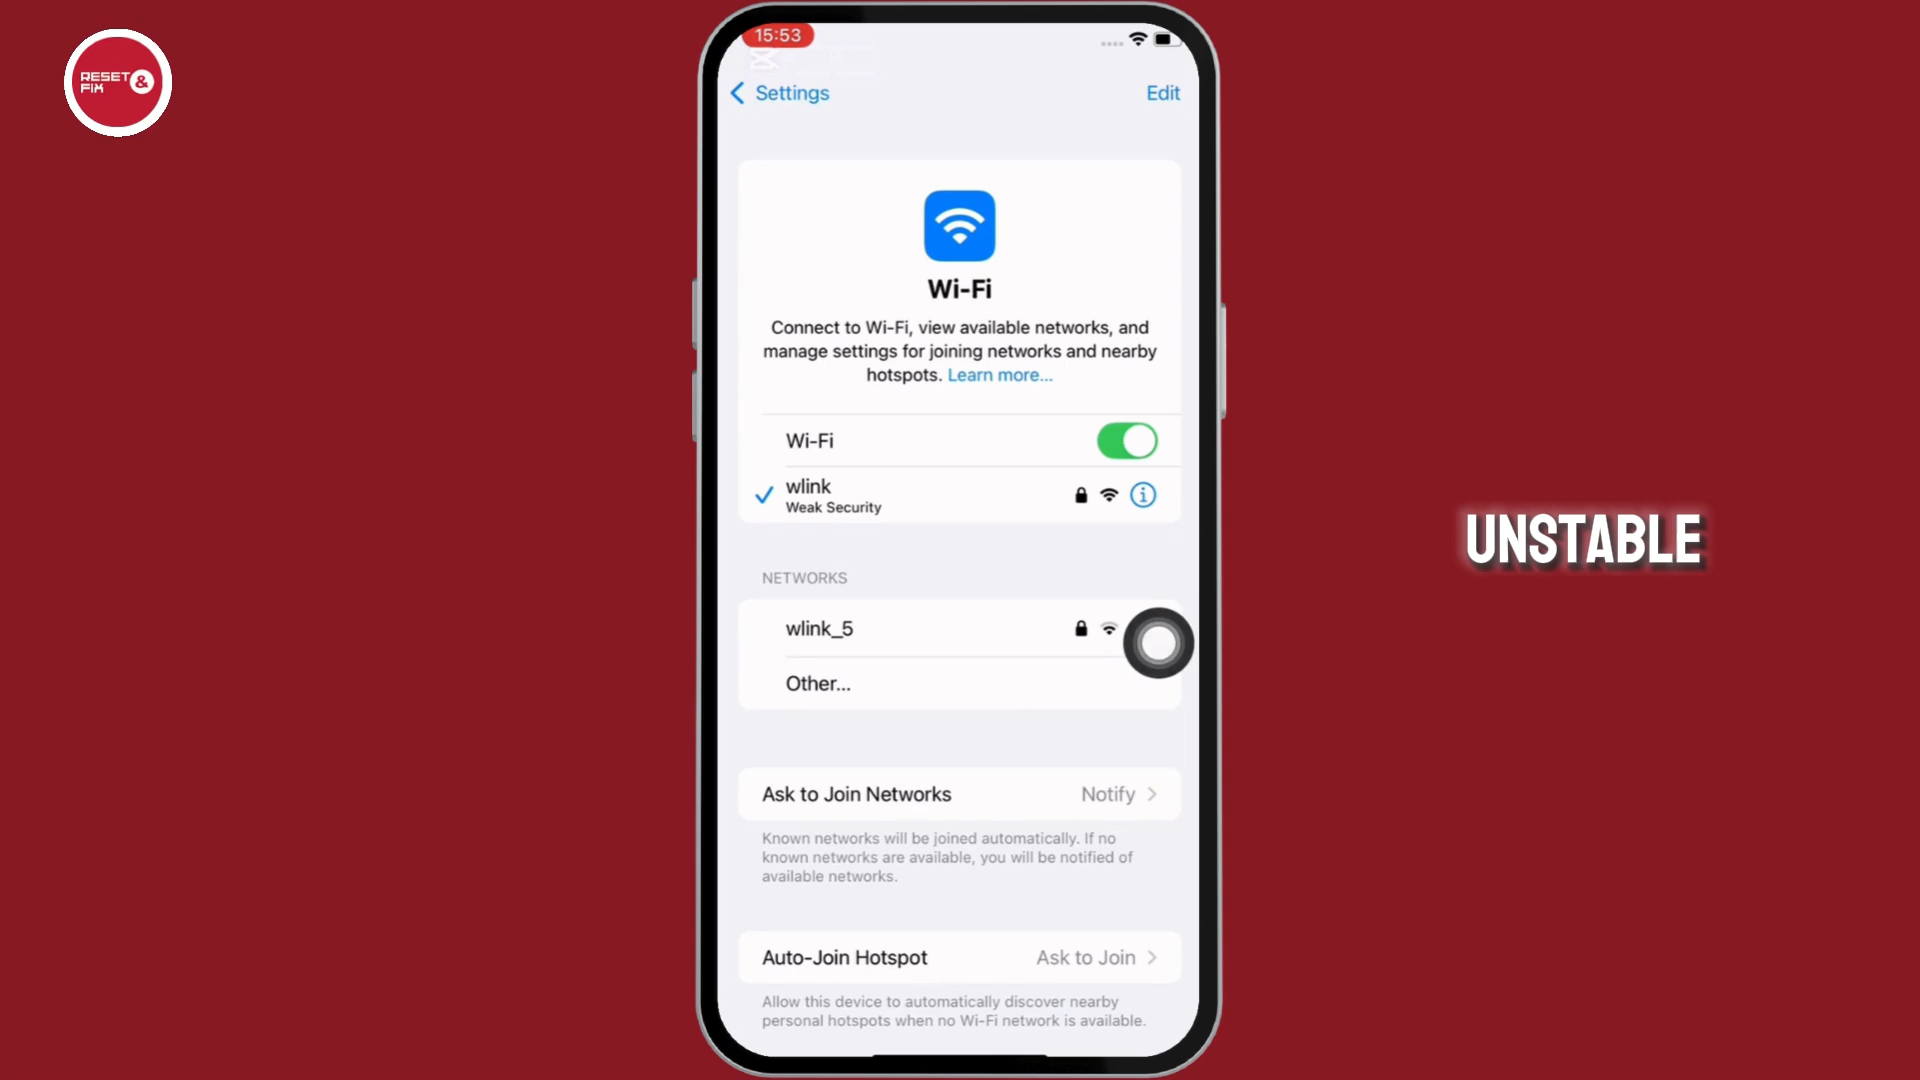 RESET &
FIX
15:53
Settings
Edit
Wi-Fi
Connect to Wi-Fi, view available networks, and
manage settings for joining networks and nearby
hotspots. Learn more...
Wi-Fi
wlink
Weak Security
UNSTABLE
NETWORKS
wlink_5
Other...
Ask to Join Networks Notify
Known networks will be joined automatically. If no
known networks are available, you will be notified of
available networks.
Auto-Join Hotspot Ask to Join
Allow this device to automatically discover nearby
personal hotspots when no Wi-Fi network is available.